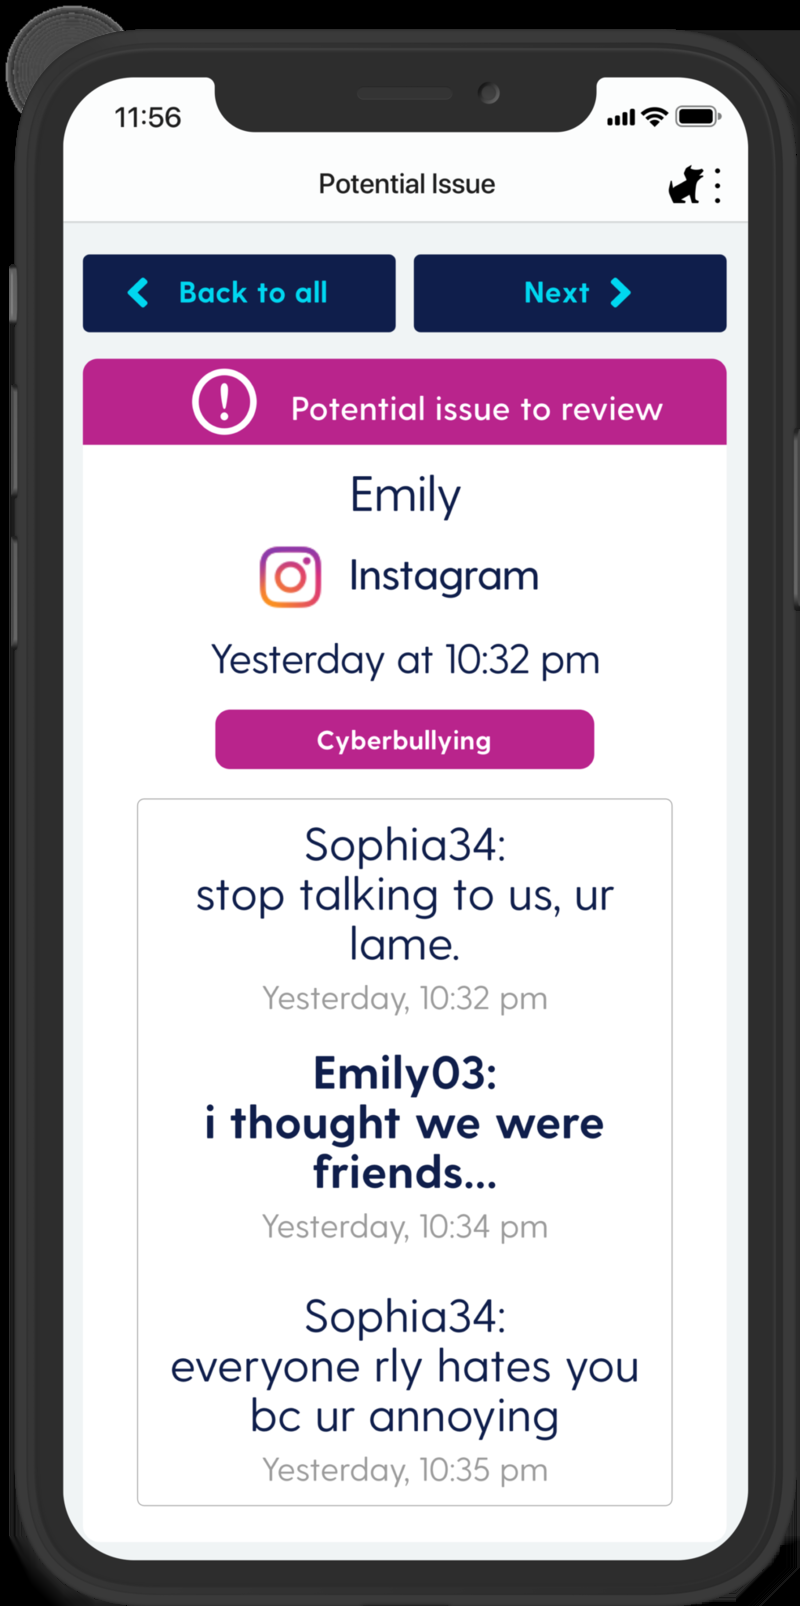 11:56
Potential Issue
Back to all
Next
Potential issue to review
Emily
Instagram
Yesterday at 10:32 pm
Cyberbullying
Sophia34:
stop talking to us, ur
lame.
Yesterday, 10:32 pm
Emily03:
i thought we were
friends...
Yesterday, 10:34 pm
Sophia34:
everyone rly hates you
bc ur annoying
Yesterday, 10:35 pm